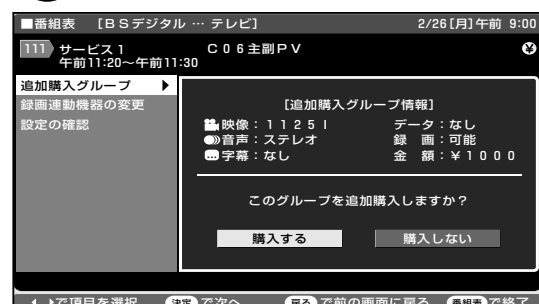 ■番組表 [BSデジタル … テレビ] 2/26[月]午前 9:00
111 サービス1 C06主副PV ¥
午前11:20～午前11:30
追加購入グループ ▶
録画連動機器の変更
設定の確認
[追加購入グループ情報]
映像：1125I データ：なし
音声：ステレオ 録 画：可能
字幕：なし 金 額：¥1000
このグループを追加購入しますか？
購入する 購入しない
で項目を選択 決定で次へ 戻るで前の画面に戻る 番組表で終了